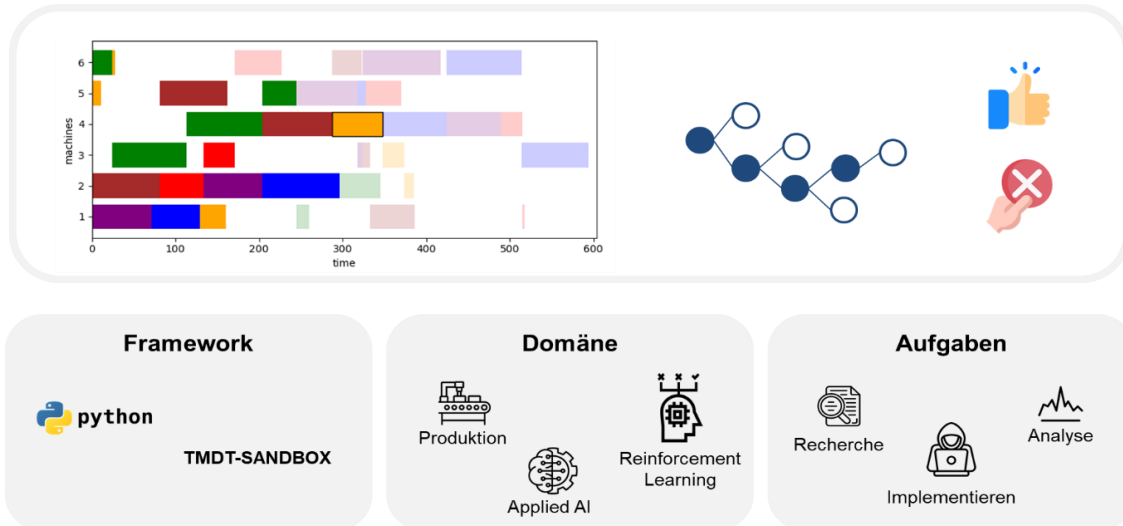 6
5
4
3
2
1
machines
0 100 200 300 400 500 600
time
Framework
python
TMDT-SANDBOX
Domäne
Produktion
Applied AI
Reinforcement
Learning
Aufgaben
Recherche
Implementieren
Analyse